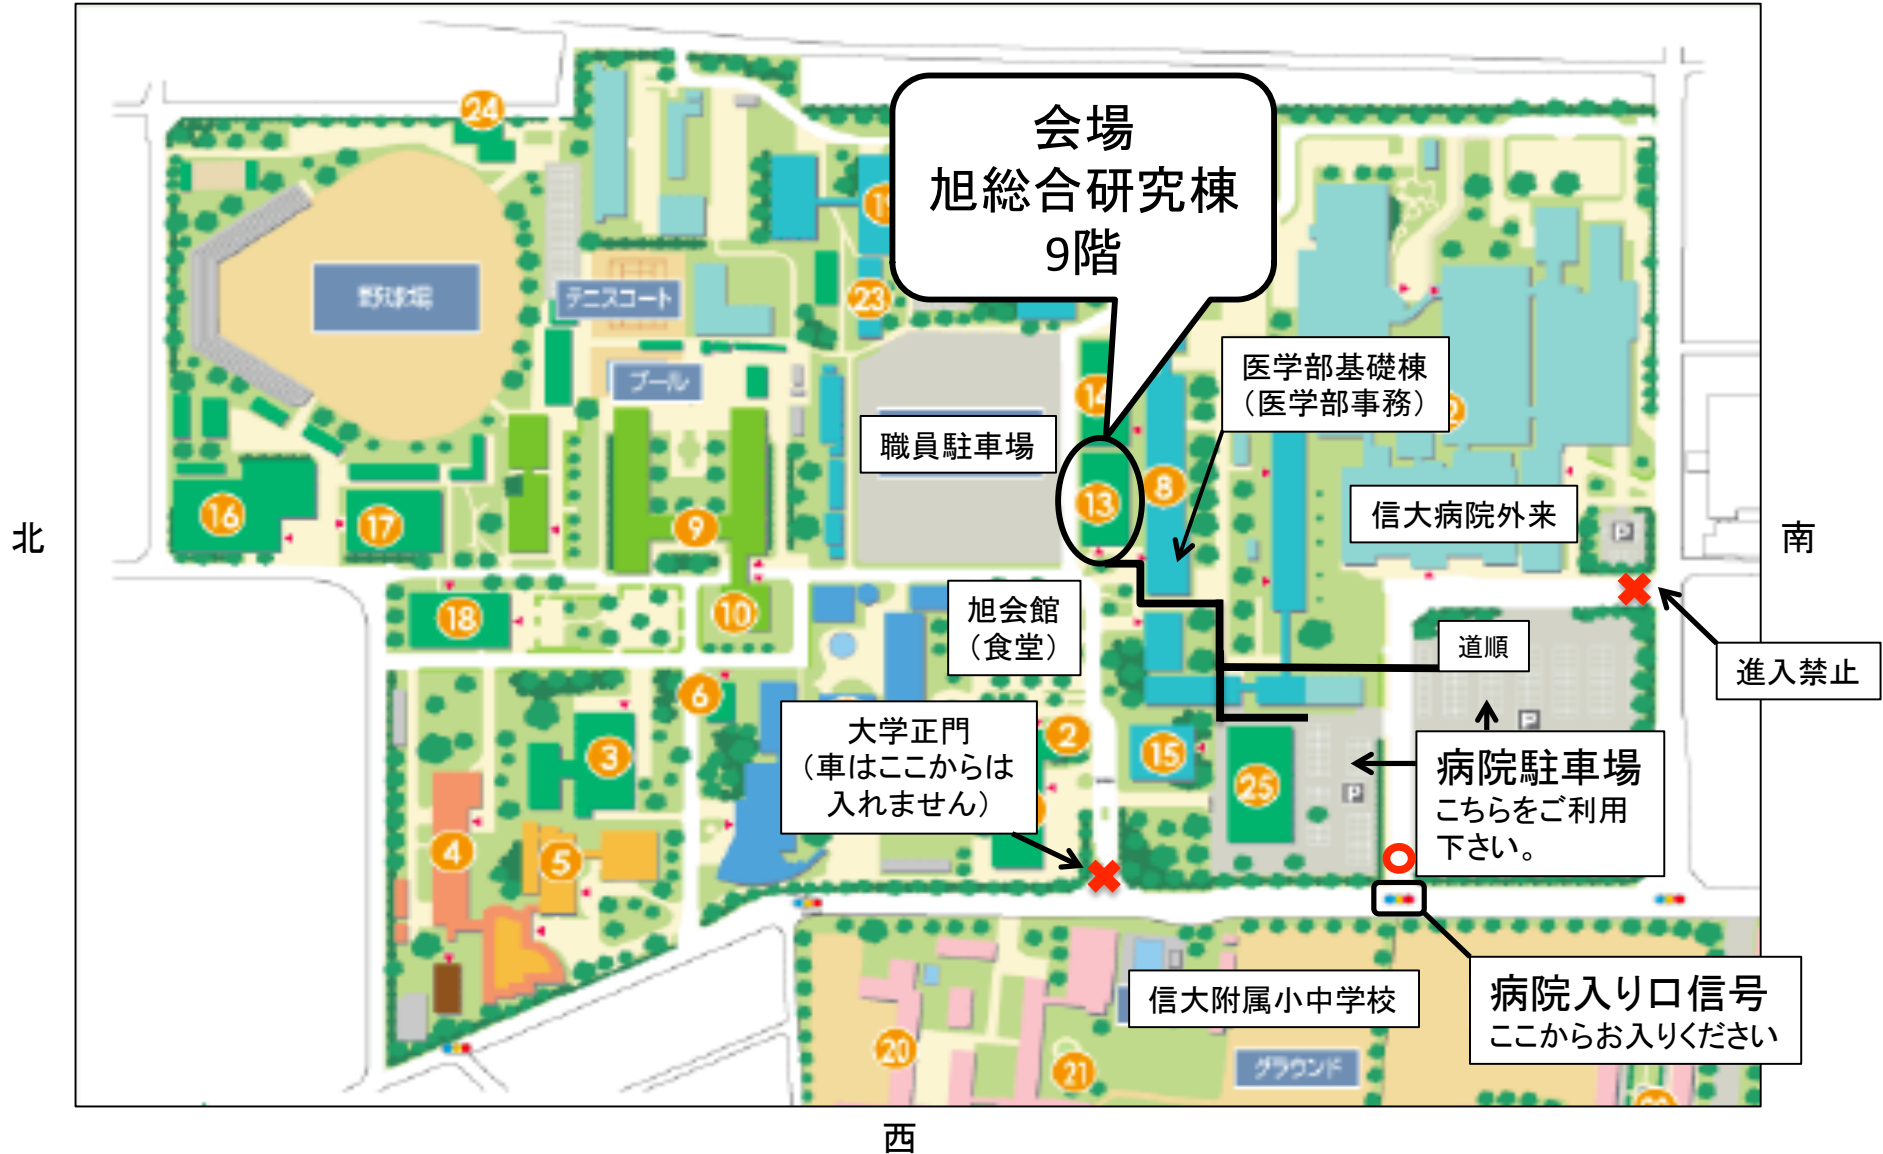 24
会場
旭総合研究棟
9階
19
野球場
テニスコート
23
プール
医学部基礎棟
（医学部事務）
14
職員駐車場
16
17
9
13
8
信大病院外来
P
北
南
18
10
旭会館
（食堂）
道順
進入禁止
6
大学正門
（車はここからは
入れません）
2
3
15
25
P
P
病院駐車場
こちらをご利用
下さい。
4
5
信大附属小中学校
病院入り口信号
ここからお入りください
20
21
グラウンド
西